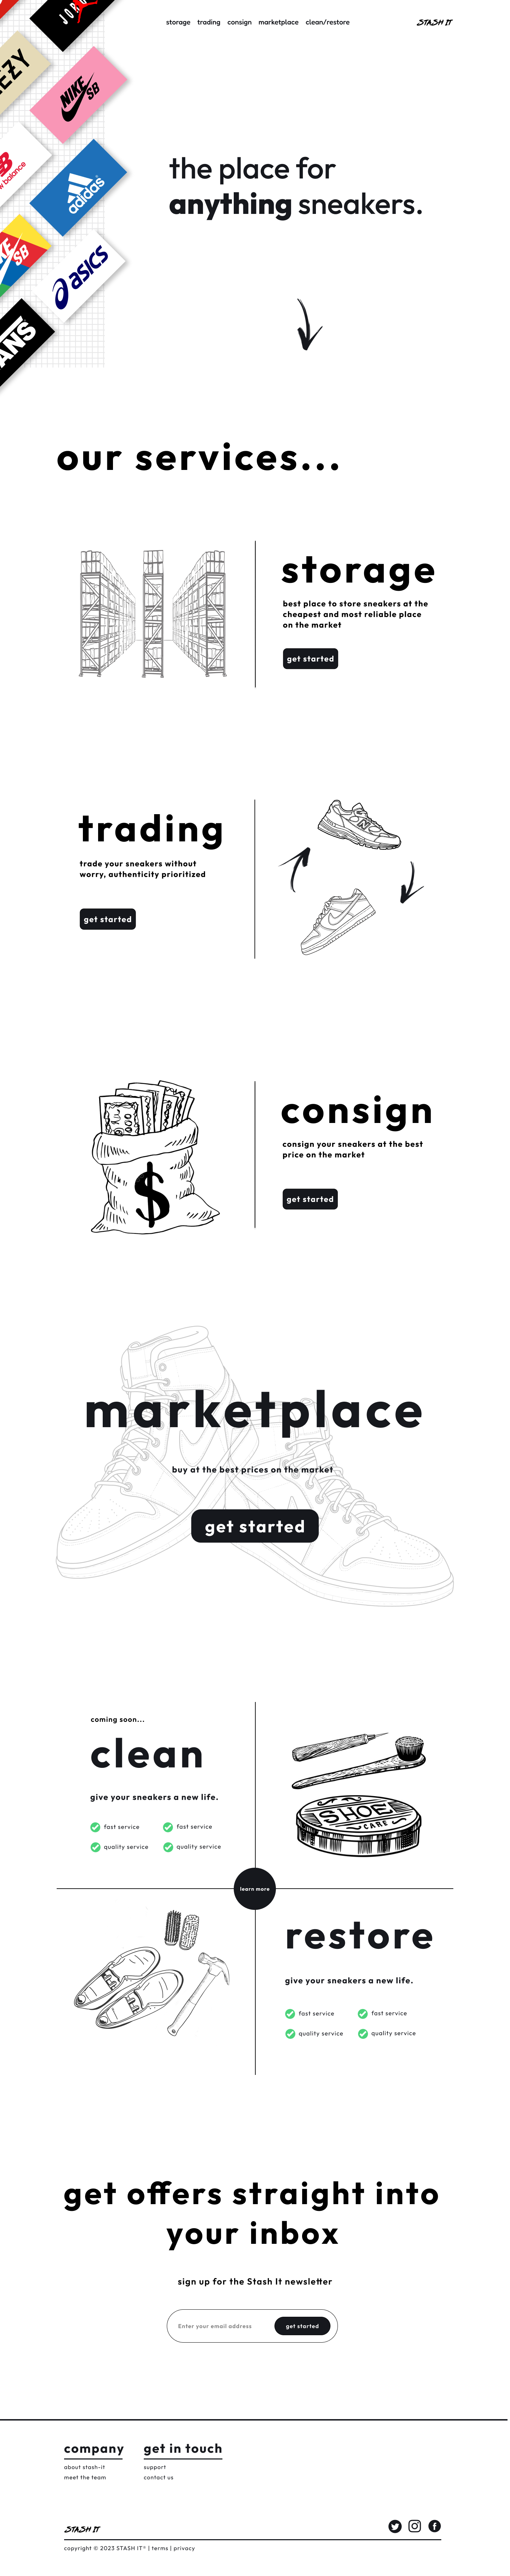 storage trading consign marketplace clean/restore
STASH IT
JOR
EZY
NIKE
SB
B
w balance
adidas
KE
SB
asics
ANS
the place for
anything sneakers.
our services...
storage
best place to store sneakers at the
cheapest and most reliable place
on the market
get started
trading
trade your sneakers without
worry, authenticity prioritized
get started
N
$
consign
consign your sneakers at the best
price on the market
get started
marketplace
buy at the best prices on the market
get started
coming soon...
clean
give your sneakers a new life.
fast service fast service
quality service quality service
SHOE
CARE
learn more
restore
give your sneakers a new life.
fast service fast service
quality service quality service
get offers straight into
your inbox
sign up for the Stash It newsletter
Enter your email address get started
company get in touch
about stash-it support
meet the team contact us
STASH IT
copyright © 2023 STASH IT® | terms | privacy